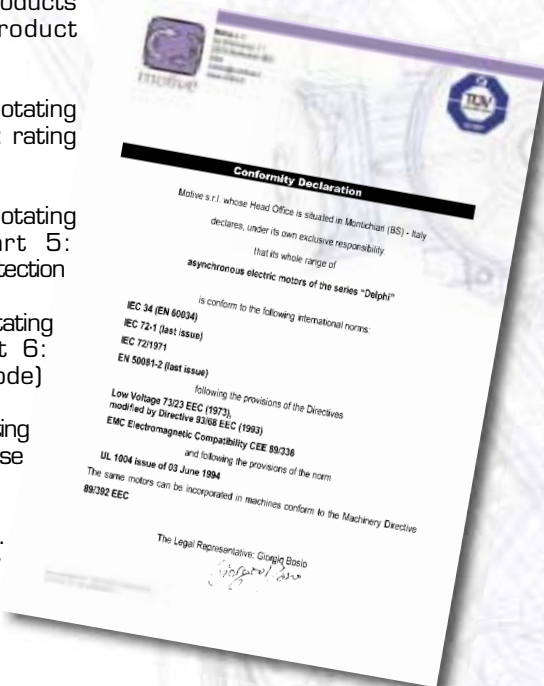 oducts
roduct
otating
rating
otating
art 5:
tection
tating
t 6:
ode)
ting
se
motive
TÜV
Conformity Declaration
Motive s.r.l. whose Head Office is situated in Montichiari (BS) - Italy
declares, under its own exclusive responsibility.
that its whole range of
asynchronous electric motors of the series "Delphi"
is conform to the following international norms:
IEC 34 (EN 60034)
IEC 72-1 (last issue)
IEC 72/1971
EN 50081-2 (last issue)
following the provisions of the Directives
Low Voltage 73/23 EEC (1973),
modified by Directive 93/68 EEC (1993)
EMC Electromagnetic Compatibility CEE 89/336
and following the provisions of the norm
UL 1004 issue of 03 June 1994
The same motors can be incorporated in machines conform to the Machinery Directive
89/392 EEC
The Legal Representative: Giorgio Bosio